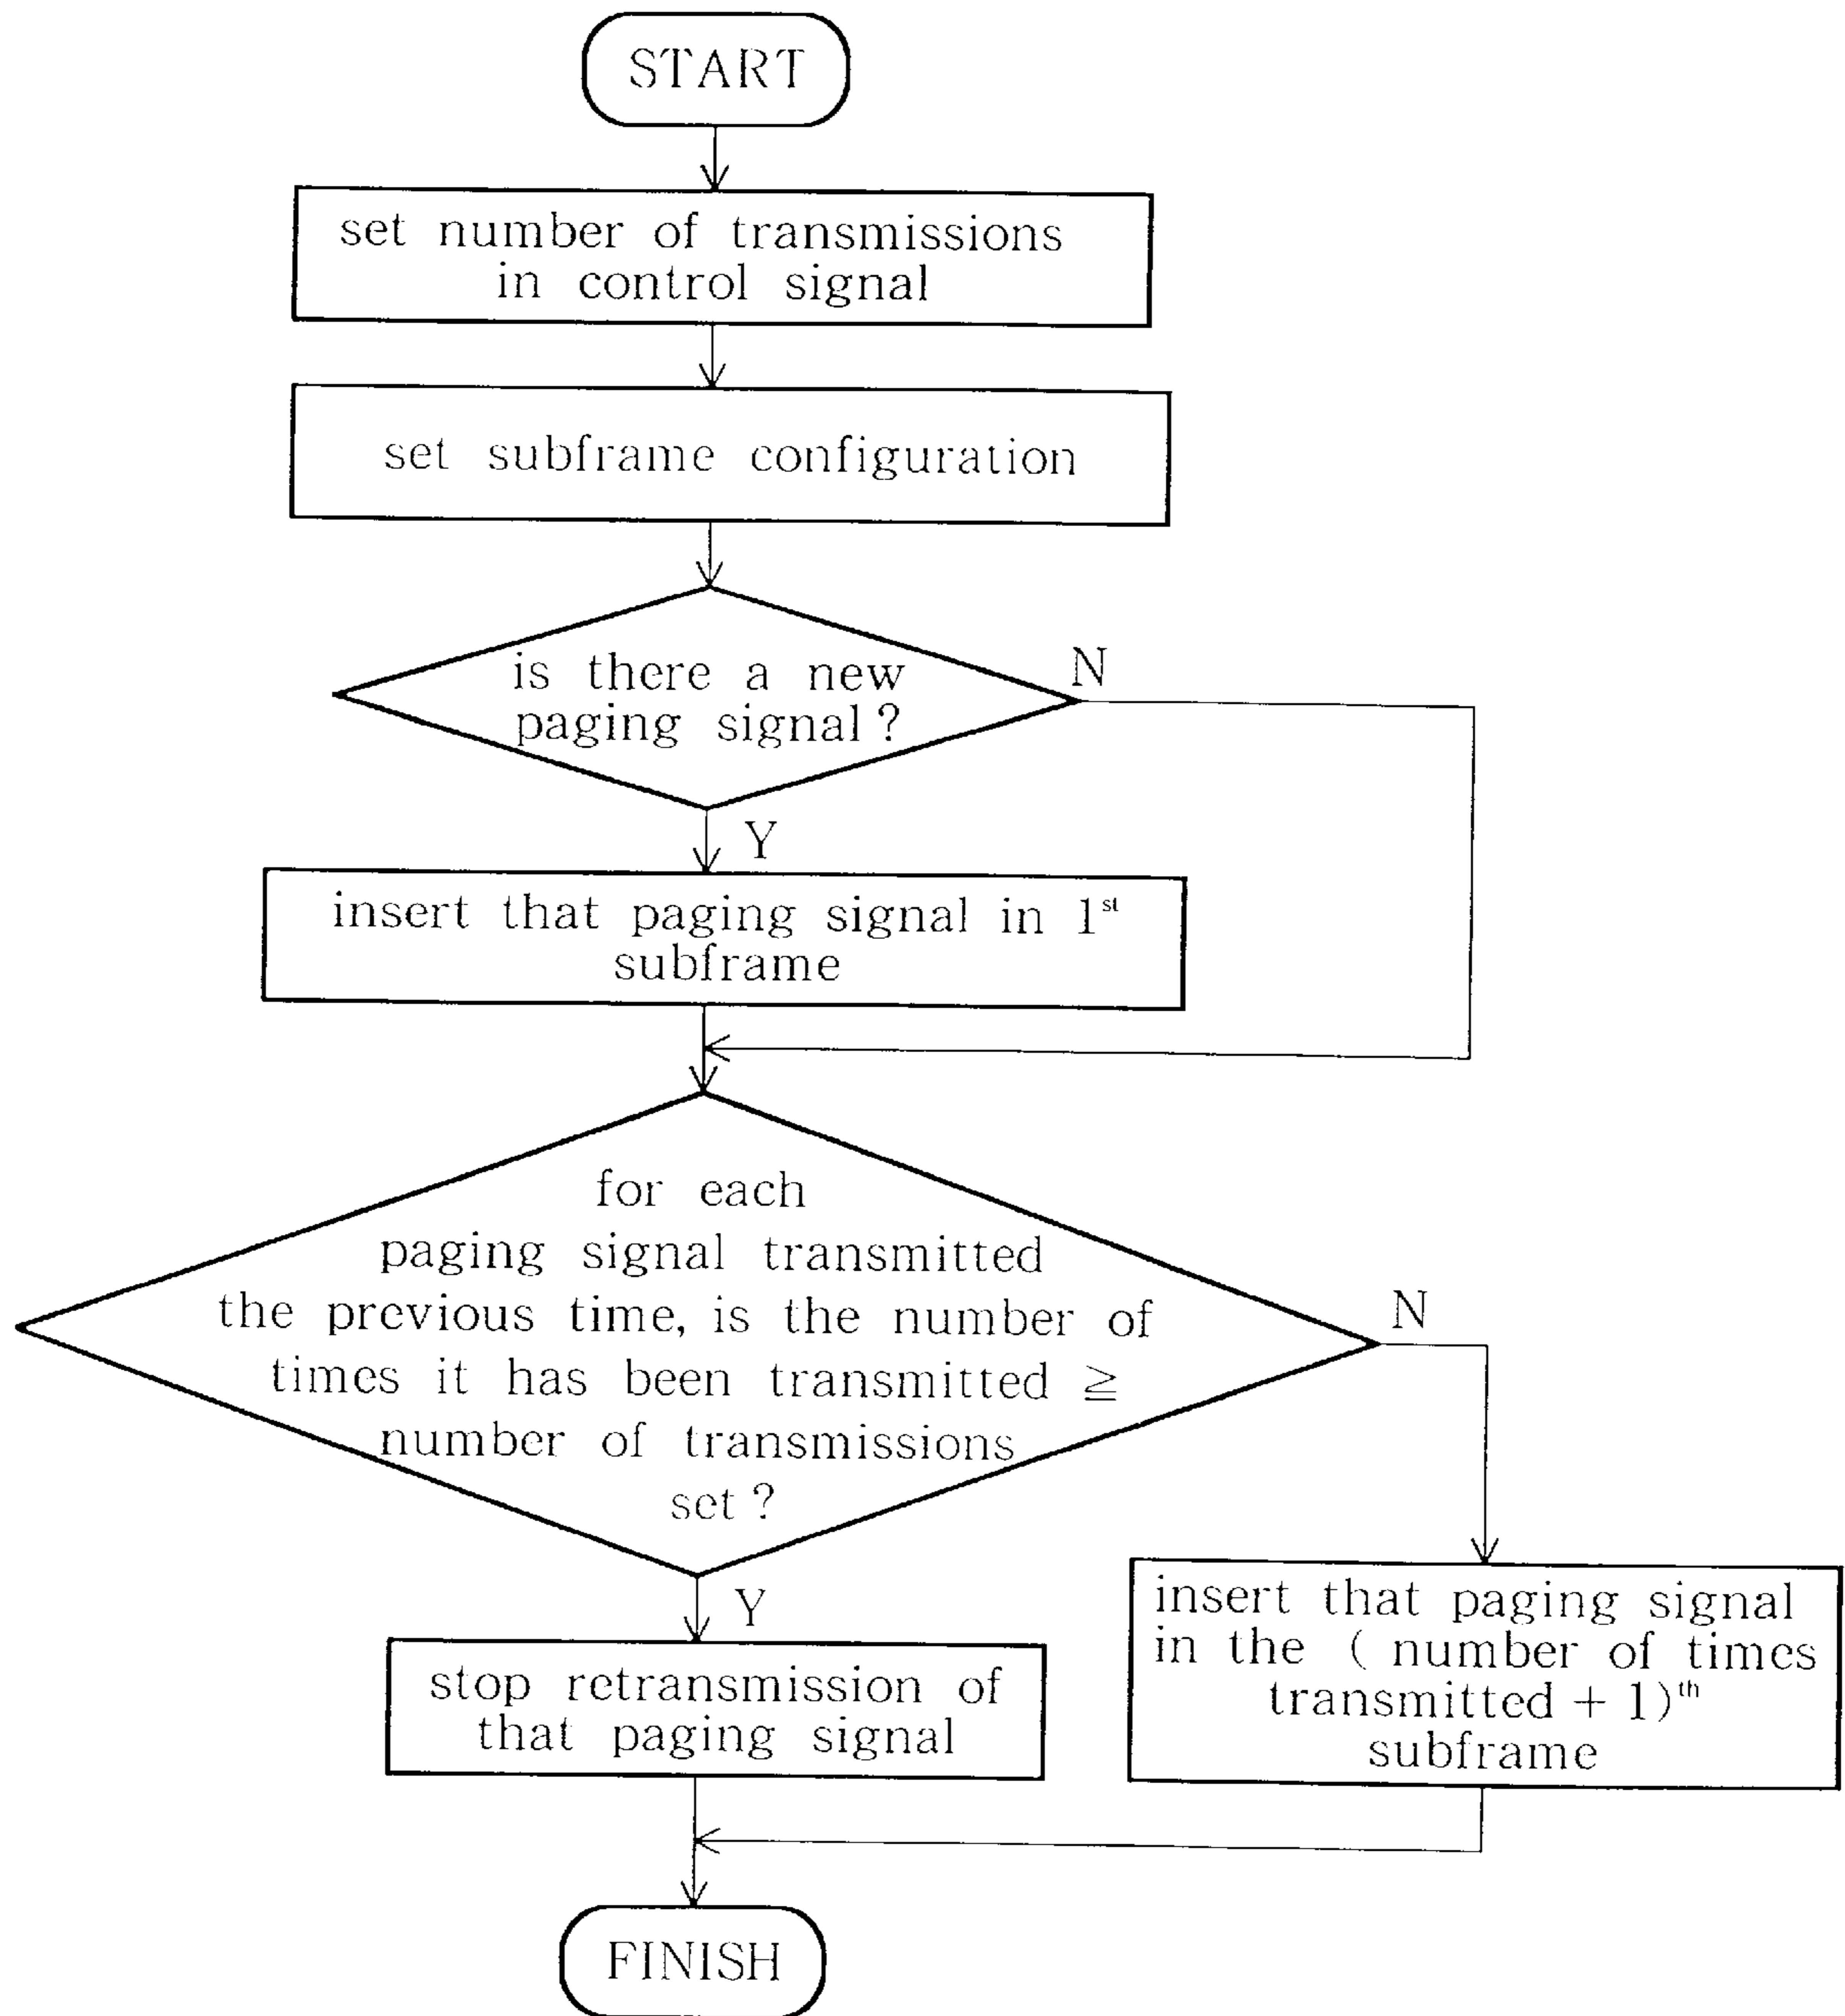 START
set number of transmissions
in control signal
set subframe configuration
is there a new
paging signal?
N
Y
insert that paging signal in 1st
subframe
for each
paging signal transmitted
the previous time, is the number of
times it has been transmitted ≧
number of transmissions
set?
N
Y
insert that paging signal
in the ( number of times
transmitted + 1)th
subframe
stop retransmission of
that paging signal
FINISH